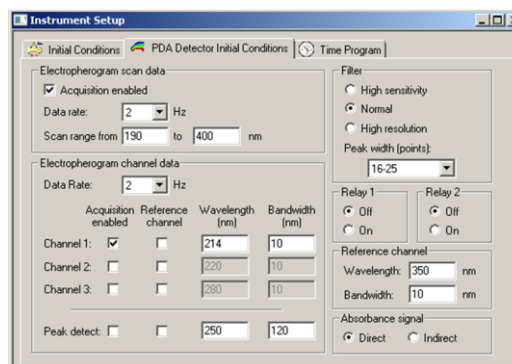 Instrument Setup
Initial Conditions PDA Detector Initial Conditions Time Program
Electropherogram scan data
Acquisition enabled
Data rate: 2 Hz
Scan range from 190 to 400 nm
Electropherogram channel data
Data Rate: 2 Hz
Acquisition enabled Reference channel Wavelength (nm) Bandwidth (nm)
Channel 1: 214 10
Channel 2: 220 10
Channel 3: 280 10
Peak detect: 250 120
Filter
High sensitivity
Normal
High resolution
Peak width (points):
16-25
Relay 1 Relay 2
Off Off
On On
Reference channel
Wavelength: 350 nm
Bandwidth: 10 nm
Absorbance signal
Direct Indirect